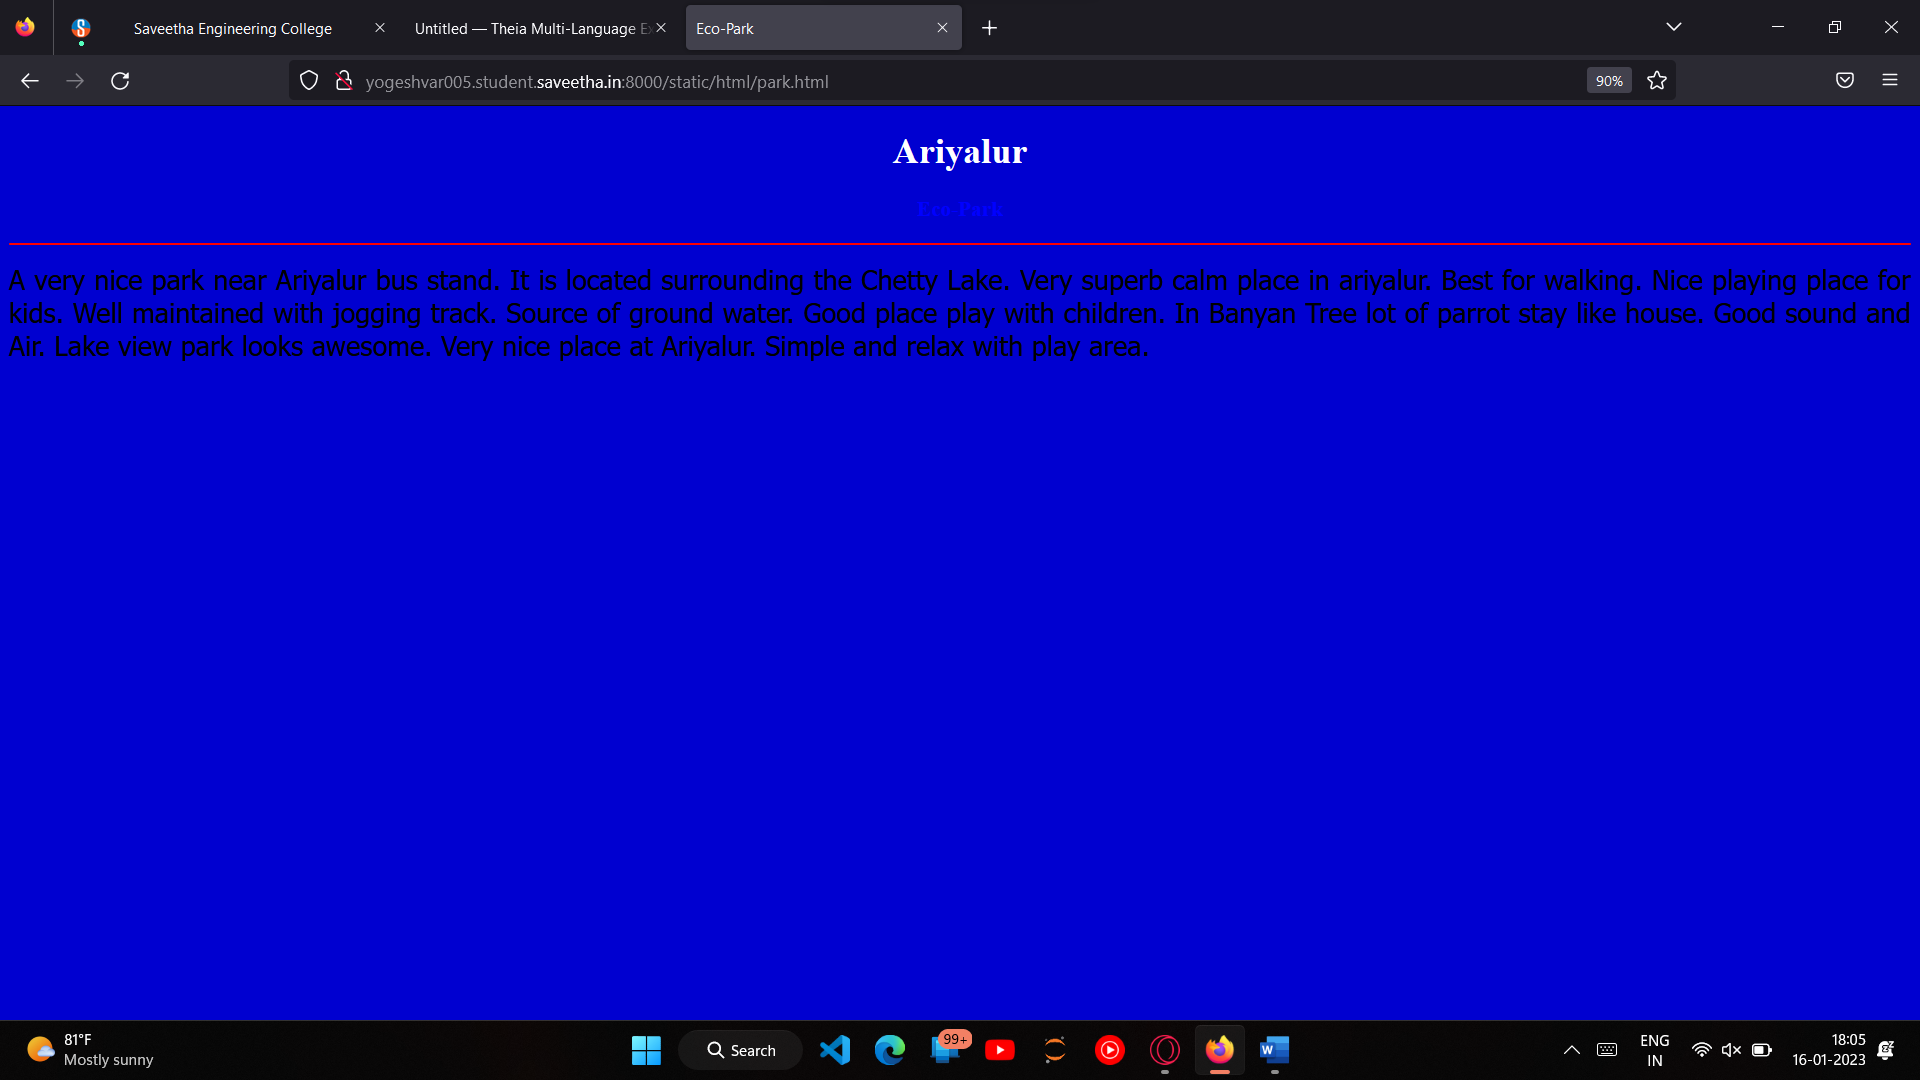 Saveetha Engineering College
Untitled — Theia Multi-Language Ex
Eco-Park
yogeshvar005.student.saveetha.in:8000/static/html/park.html
90%
Ariyalur
Eco-Park
A very nice park near Ariyalur bus stand. It is located surrounding the Chetty Lake. Very superb calm place in ariyalur. Best for walking. Nice playing place for
kids. Well maintained with jogging track. Source of ground water. Good place play with children. In Banyan Tree lot of parrot stay like house. Good sound and
Air. Lake view park looks awesome. Very nice place at Ariyalur. Simple and relax with play area.
81°F
Mostly sunny
Search
99+
ENG
IN
18:05
16-01-2023